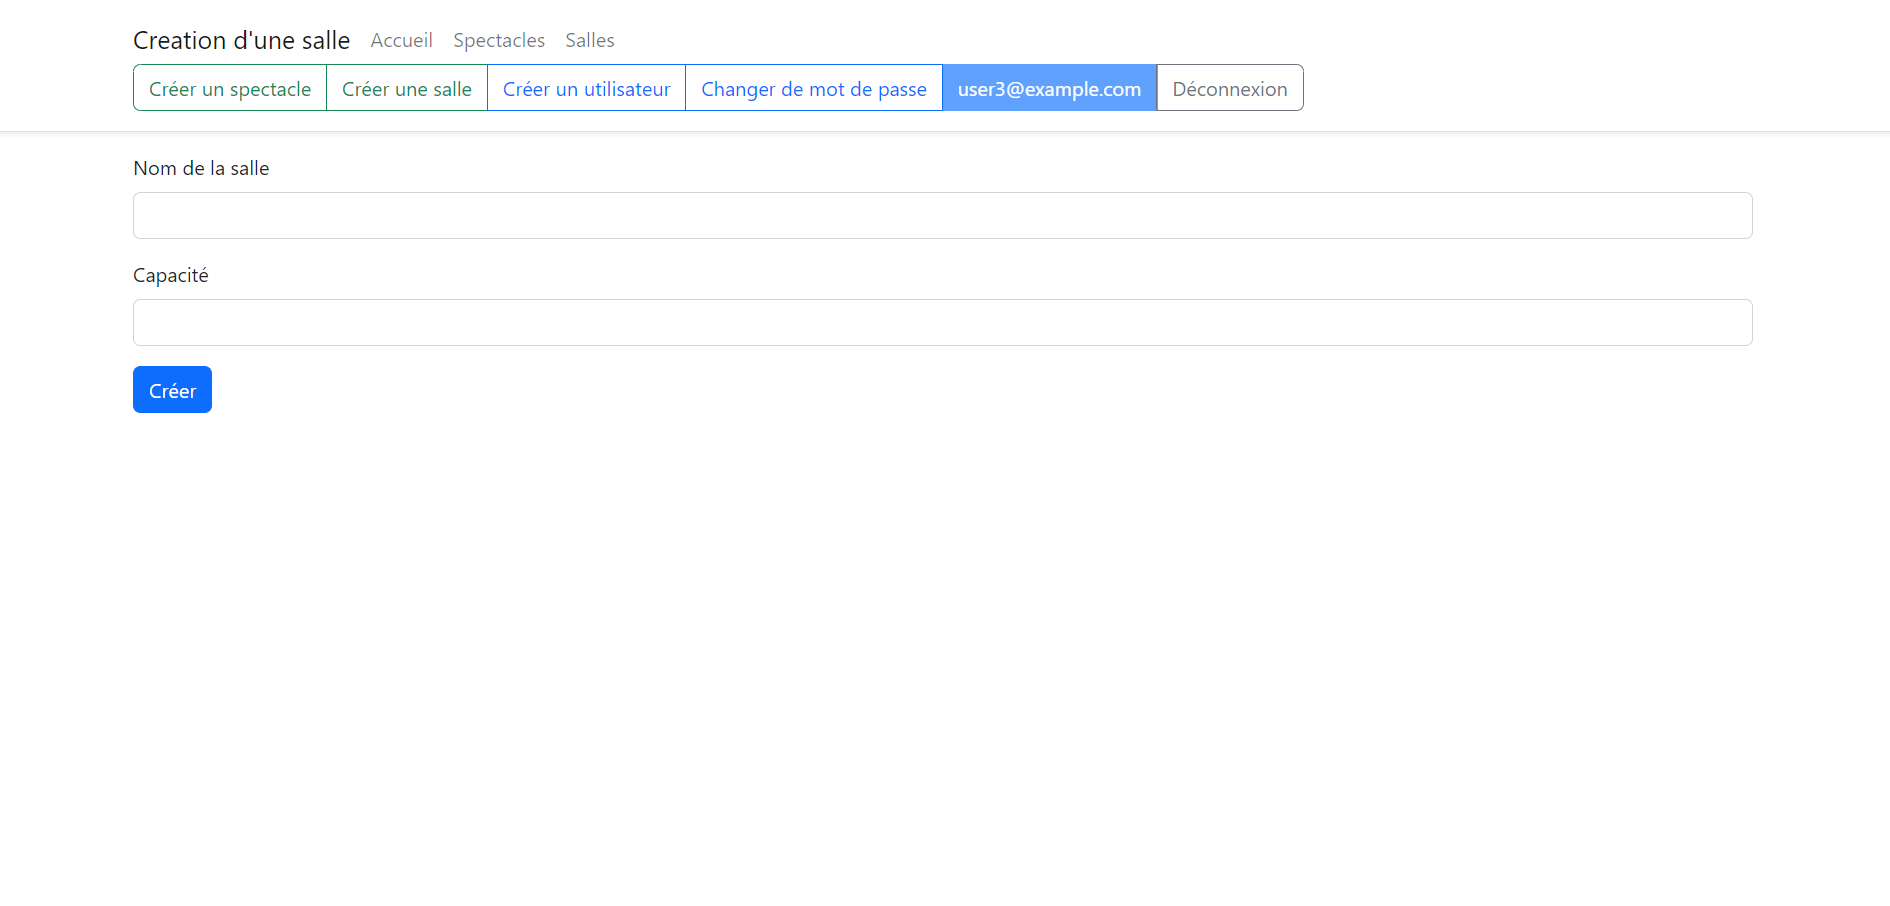 Creation d'une salle Accueil Spectacles Salles
Créer un spectacle Créer une salle Créer un utilisateur Changer de mot de passe user3@example.com Déconnexion
Nom de la salle
Capacité
Créer